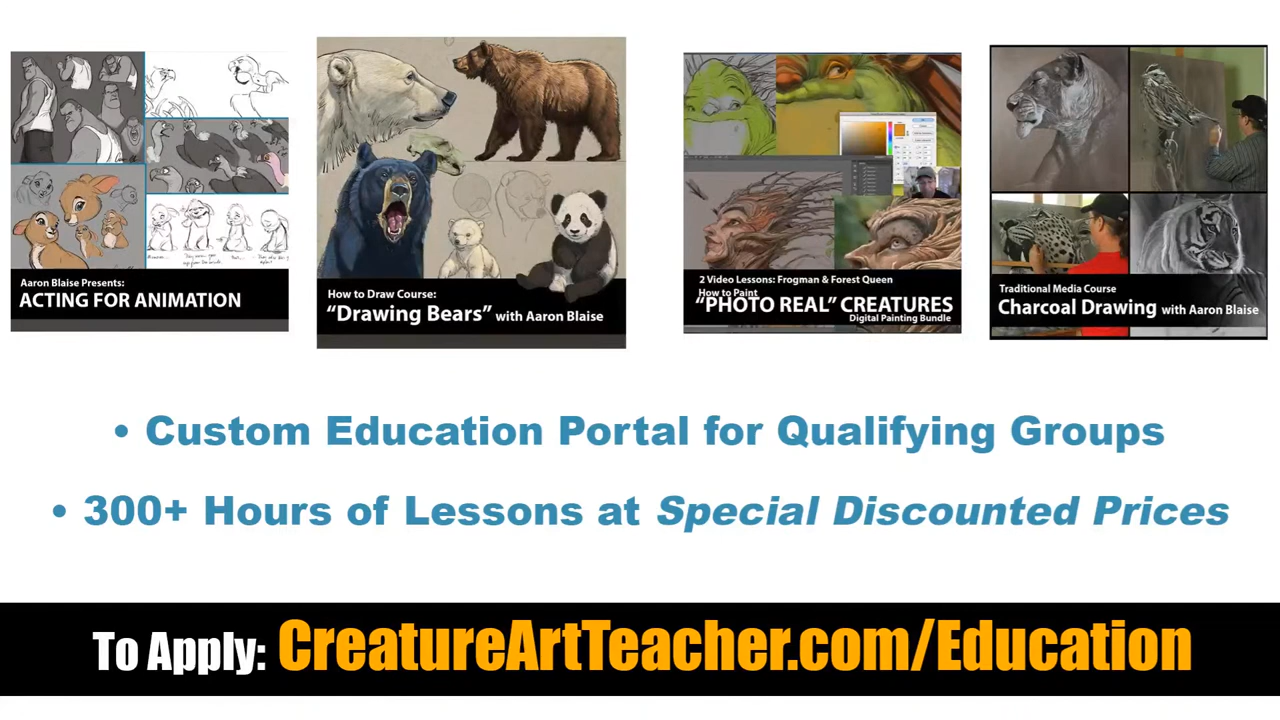 Aaron Blaise Presents:
ACTING FOR ANIMATION
How to Draw Course:
“Drawing Bears” with Aaron Blaise
2 Video Lessons: Frogman & Forest Queen
How to Paint
“PHOTO REAL” CREATURES
Digital Painting Bundle
Traditional Media Course
Charcoal Drawing with Aaron Blaise
• Custom Education Portal for Qualifying Groups
• 300+ Hours of Lessons at Special Discounted Prices
To Apply: CreatureArtTeacher.com/Education